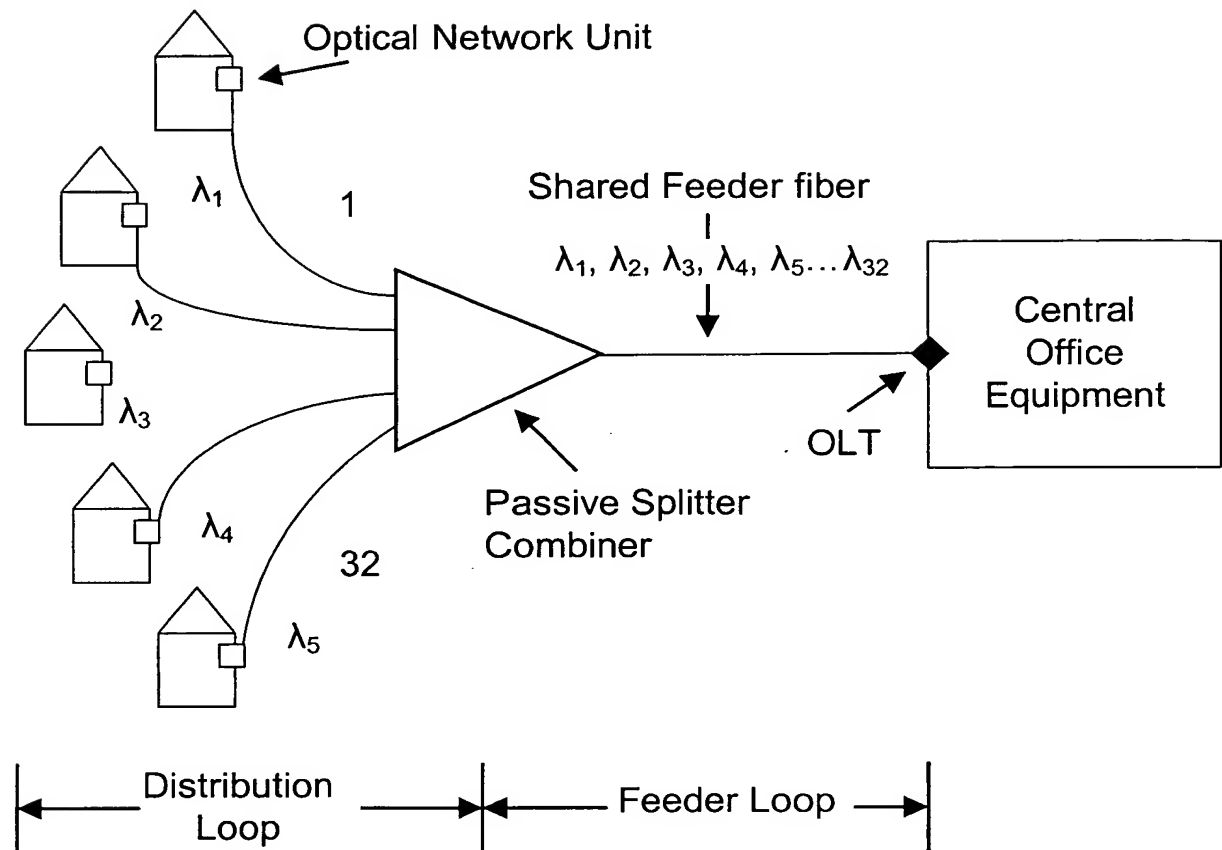 Optical Network Unit
λ₁
1
Shared Feeder fiber
λ₁, λ₂, λ₃, λ₄, λ₅...λ₃₂
λ₂
λ₃
Central
Office
Equipment
OLT
λ₄
32
Passive Splitter
Combiner
λ₅
Distribution
Loop
Feeder Loop